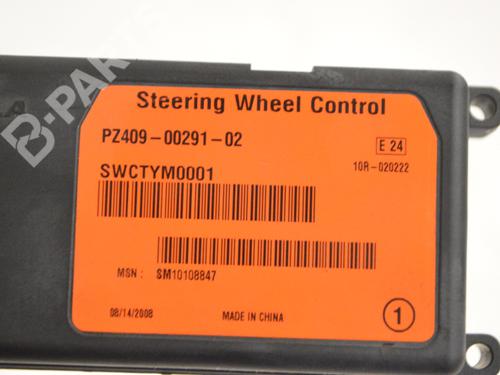 B-PARTS
Steering Wheel Control
PZ409-00291-02
E 24
SWCTYM0001
10R-020222
MSN : SM10108847
08/14/2008
MADE IN CHINA
1